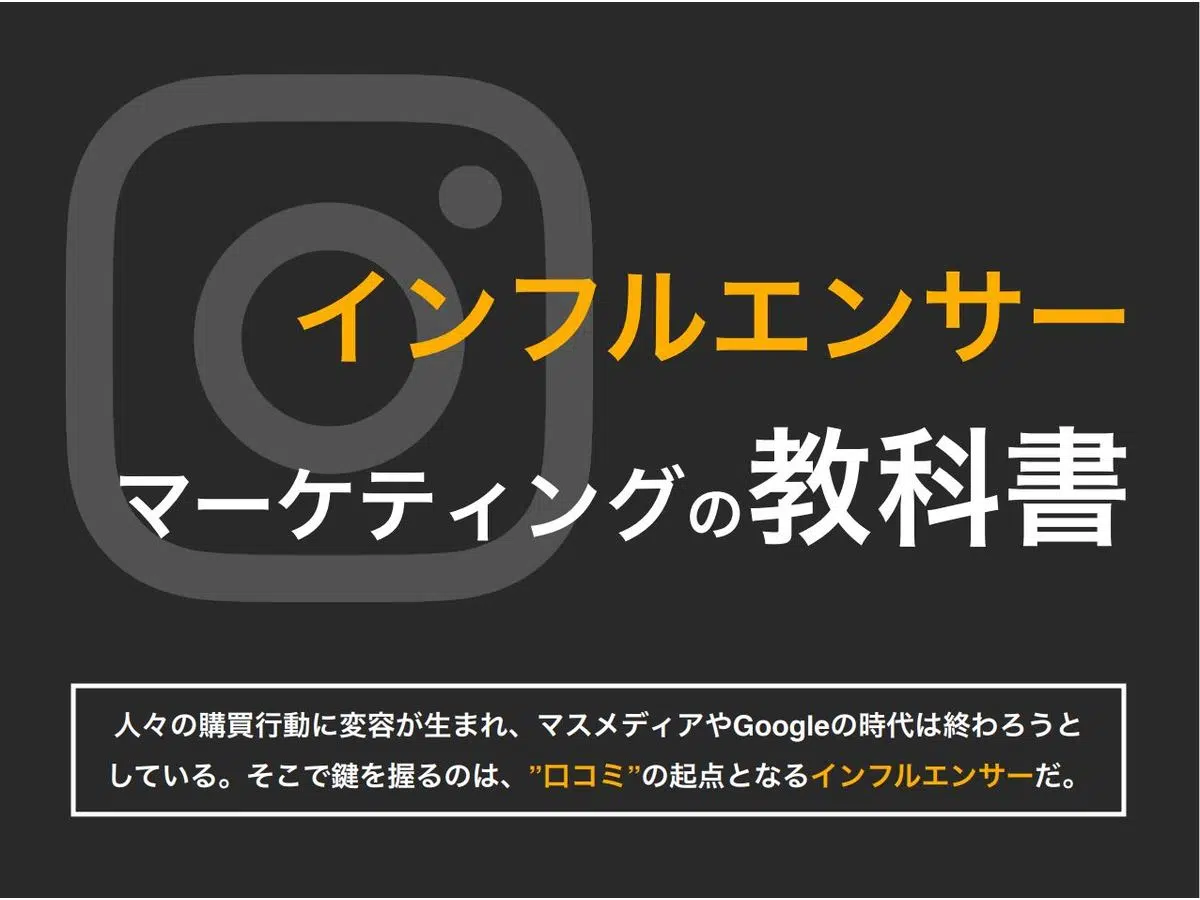 インフルエンサー
マーケティングの教科書
人々の購買行動に変容が生まれ、マスメディアやGoogleの時代は終わろうと
している。そこで鍵を握るのは、”口コミ”の起点となるインフルエンサーだ。